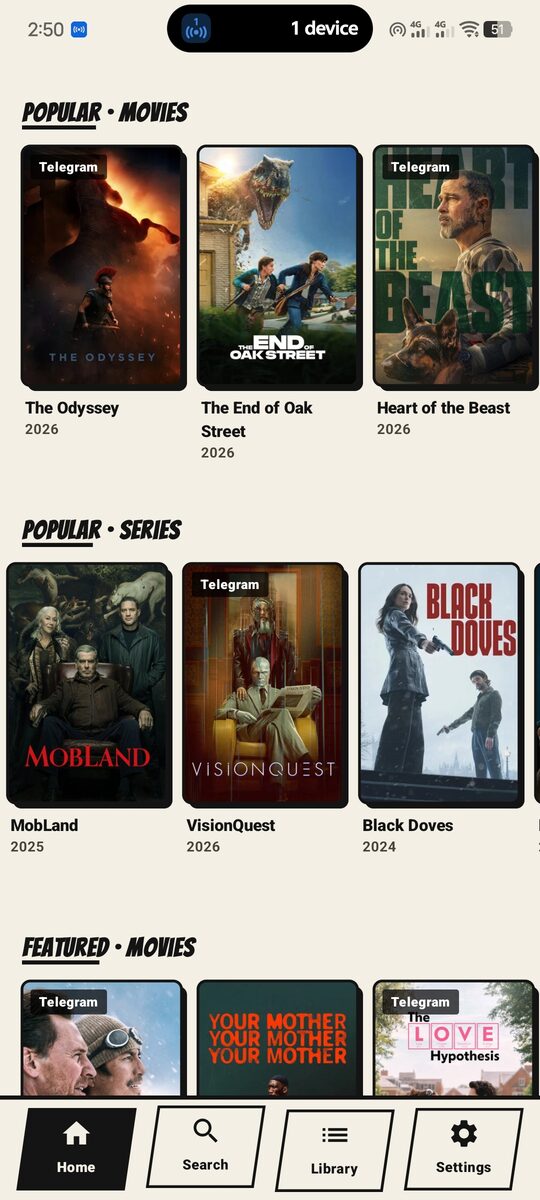 2:50
1
1 device
4G
4G
51
POPULAR • MOVIES
Telegram
THE ODYSSEY
THE END OF
OAK STREET
Telegram
HEART
OF
THE
BEAST
The Odyssey
2026
The End of Oak
Street
2026
Heart of the Beast
2026
POPULAR • SERIES
MOBLAND
Telegram
VISIONQUEST
BLACK
DOVES
MobLand
2025
VisionQuest
2026
Black Doves
2024
FEATURED • MOVIES
Telegram
YOUR MOTHER
YOUR MOTHER
YOUR MOTHER
Telegram
The
LOVE
Hypothesis
Home
Search
Library
Settings